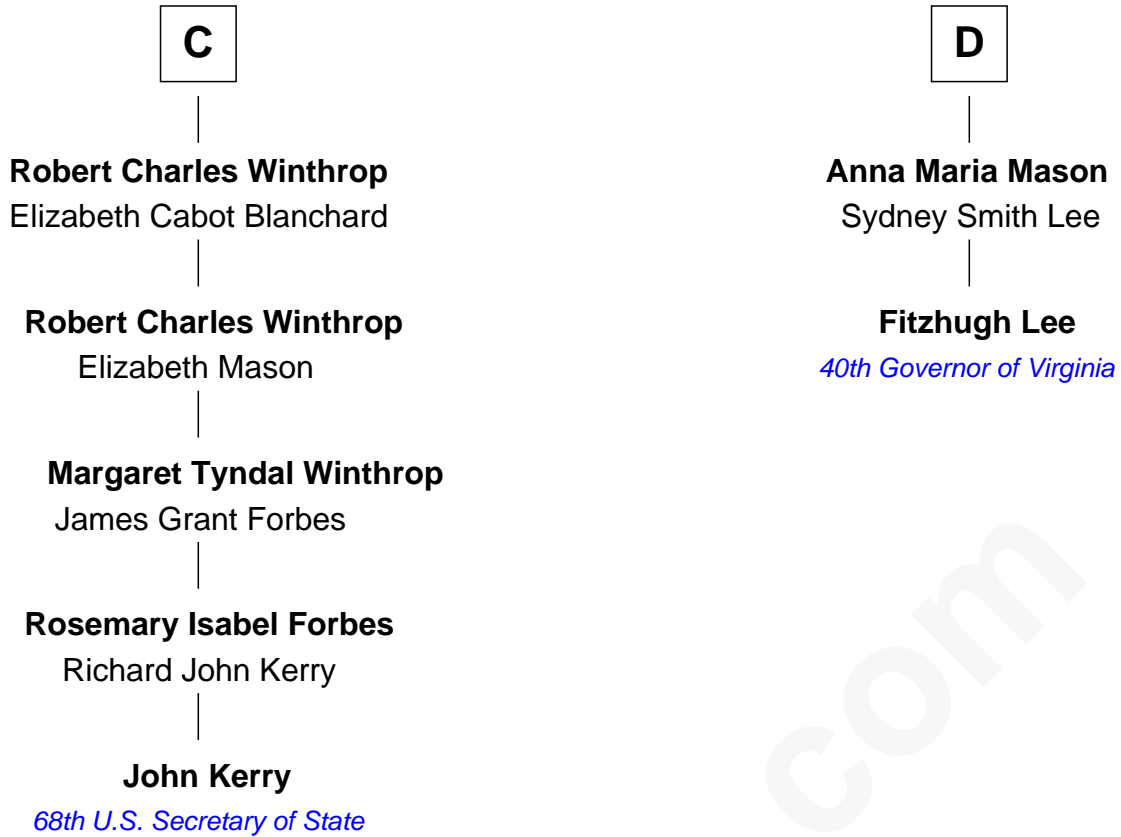 C
Robert Charles Winthrop
Elizabeth Cabot Blanchard
Robert Charles Winthrop
Elizabeth Mason
Margaret Tyndal Winthrop
James Grant Forbes
Rosemary Isabel Forbes
Richard John Kerry
John Kerry
68th U.S. Secretary of State
D
Anna Maria Mason
Sydney Smith Lee
Fitzhugh Lee
40th Governor of Virginia
com